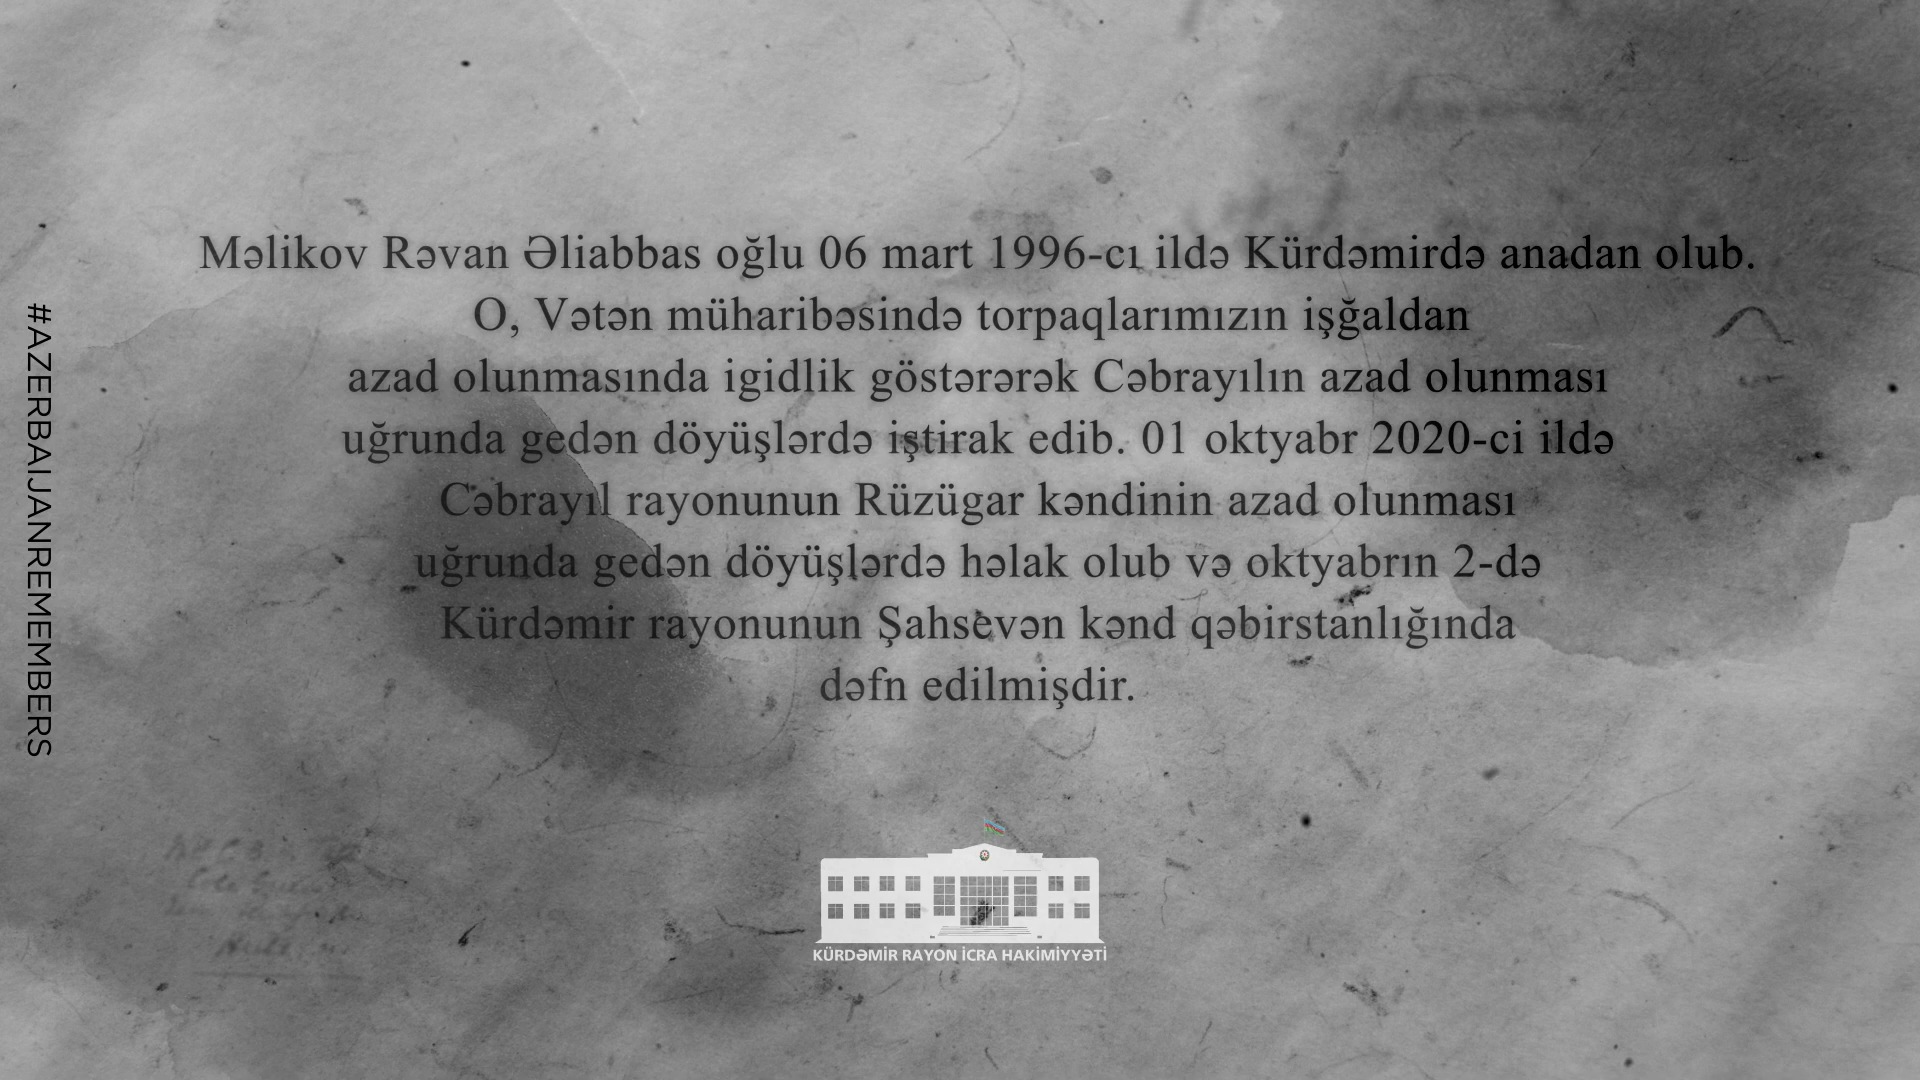 Məlikov Rəvan Əliabbas oğlu 06 mart 1996-cı ildə Kürdəmirdə anadan olub.
O, Vətən müharibəsində torpaqlarımızın işğaldan
azad olunmasında igidlik göstərərək Cəbrayılın azad olunması
uğrunda gedən döyüşlərdə iştirak edib. 01 oktyabr 2020-ci ildə
Cəbrayıl rayonunun Rüzügar kəndinin azad olunması
uğrunda gedən döyüşlərdə həlak olub və oktyabrın 2-də
Kürdəmir rayonunun Şahsevən kənd qəbirstanlığında
dəfn edilmişdir.
#AZERBAIJANREMEMBERS
KÜRDƏMİR RAYON İCRA HAKİMİYYƏTİ